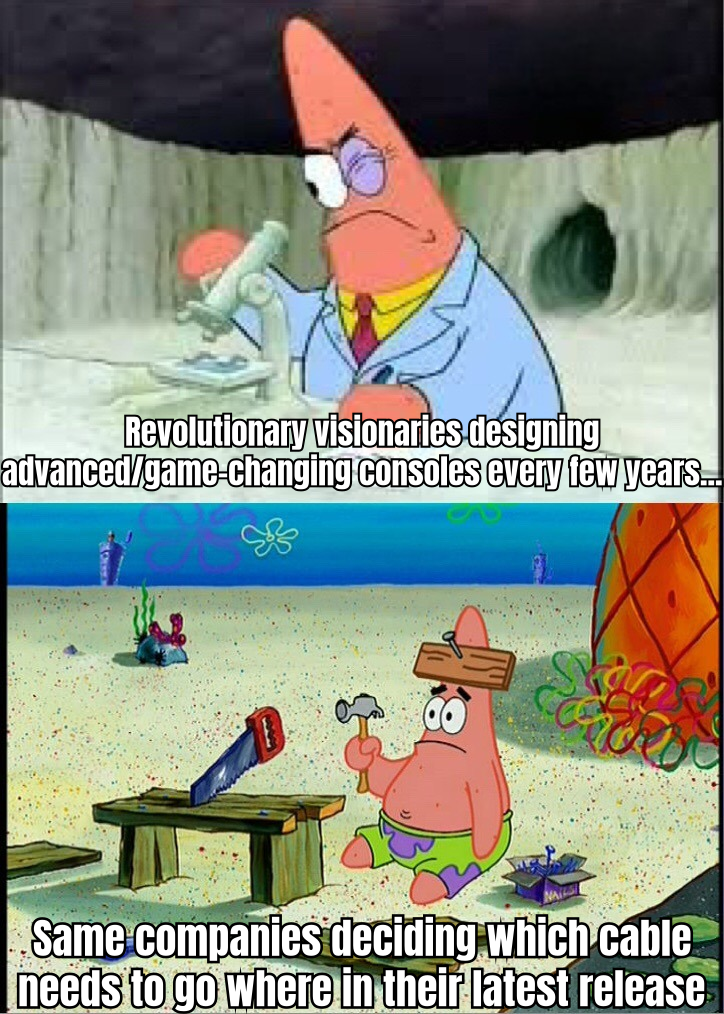 Revolutionary visionaries designing
advanced/game-changing consoles every few years...
NAILS
Same companies deciding which cable
needs to go where in their latest release